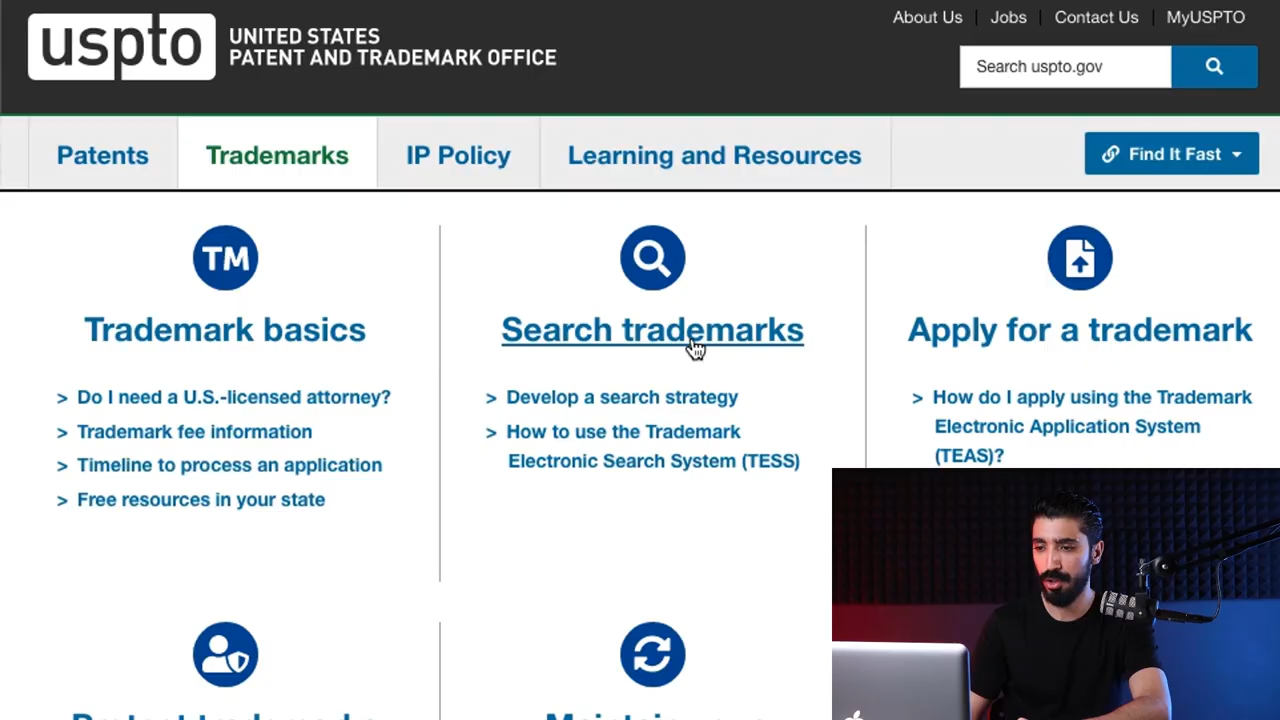 About Us
Jobs
Contact Us
MyUSPTO
uspto
UNITED STATES
PATENT AND TRADEMARK OFFICE
Search uspto.gov
Patents
Trademarks
IP Policy
Learning and Resources
Find It Fast
TM
Trademark basics
> Do I need a U.S.-licensed attorney?
> Trademark fee information
> Timeline to process an application
> Free resources in your state
Search trademarks
> Develop a search strategy
> How to use the Trademark
Electronic Search System (TESS)
Apply for a trademark
> How do I apply using the Trademark
Electronic Application System
(TEAS)?